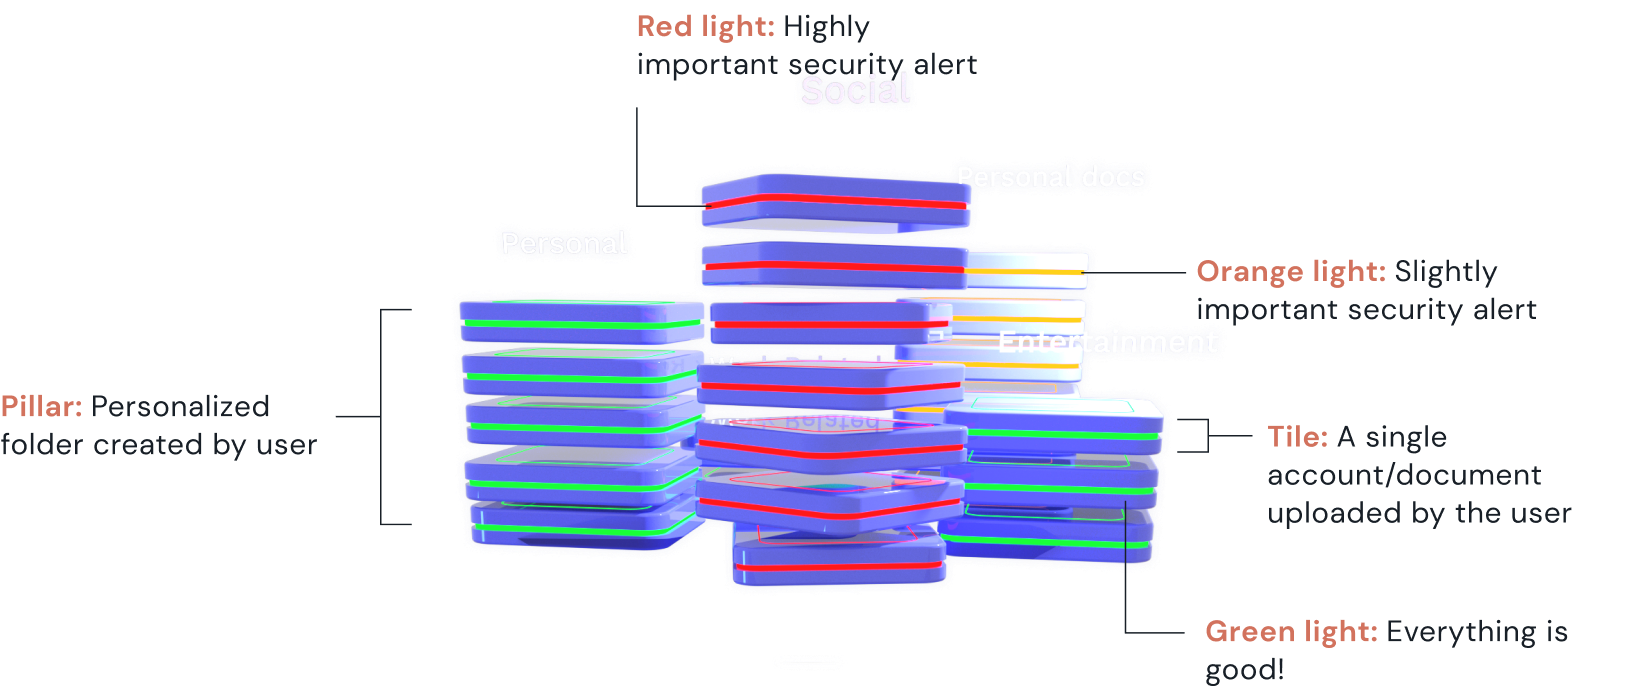 Red light: Highly
important security alert
Social
Personal docs
Personal
Orange light: Slightly
important security alert
Entertainment
Pillar: Personalized
folder created by user
Work Related
Tile: A single
account/document
uploaded by the user
Green light: Everything is
good!